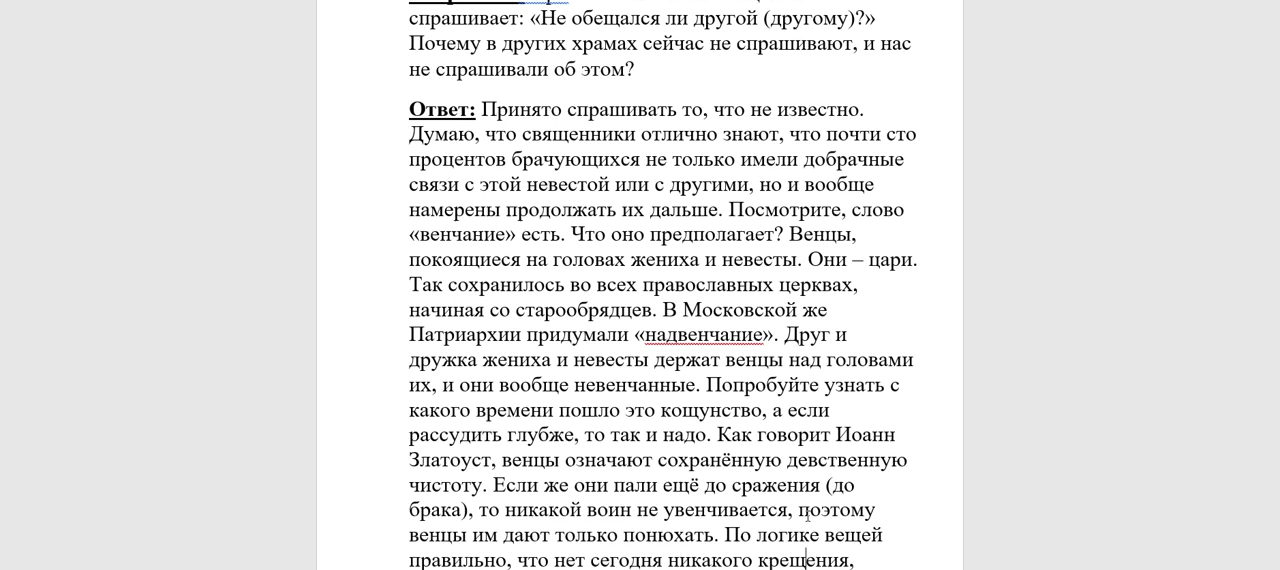 спрашивает: «Не обещался ли другой (другому)?»
Почему в других храмах сейчас не спрашивают, и нас
не спрашивали об этом?
Ответ: Принято спрашивать то, что не известно.
Думаю, что священники отлично знают, что почти сто
процентов брачующихся не только имели добрачные
связи с этой невестой или с другими, но и вообще
намерены продолжать их дальше. Посмотрите, слово
«венчание» есть. Что оно предполагает? Венцы,
покоящиеся на головах жениха и невесты. Они – цари.
Так сохранилось во всех православных церквах,
начиная со старообрядцев. В Московской же
Патриархии придумали «надвенчание». Друг и
дружка жениха и невесты держат венцы над головами
их, и они вообще невенчанные. Попробуйте узнать с
какого времени пошло это кощунство, а если
рассудить глубже, то так и надо. Как говорит Иоанн
Златоуст, венцы означают сохранённую девственную
чистоту. Если же они пали ещё до сражения (до
брака), то никакой воин не увенчивается, поэтому
венцы им дают только понюхать. По логике вещей
правильно, что нет сегодня никакого крещения,